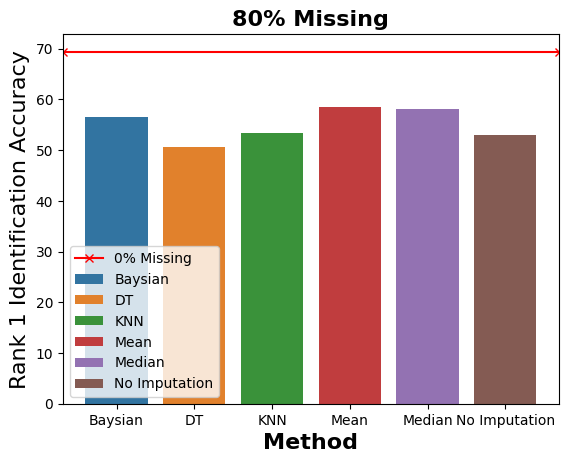 80% Missing
Rank 1 Identification Accuracy
70
60
50
40
30
20
10
0
0% Missing
Baysian
DT
KNN
Mean
Median
No Imputation
Baysian DT KNN Mean Median No Imputation
Method